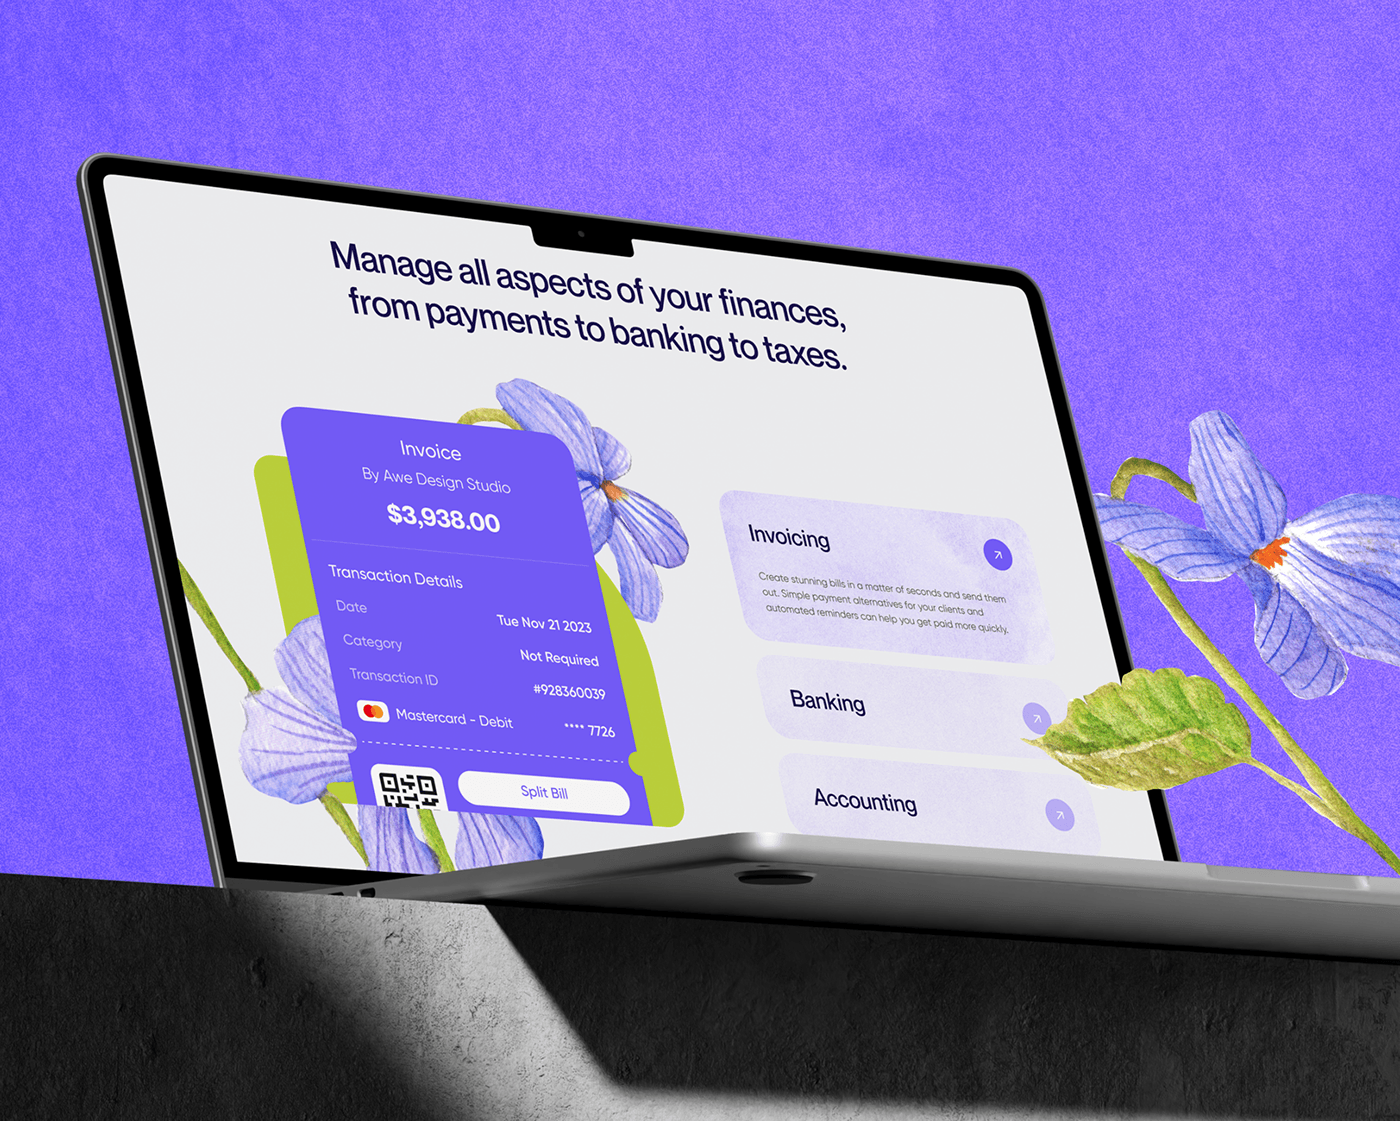 Manage all aspects of your finances,
from payments to banking to taxes.
Invoice
By Awe Design Studio
$3,938.00
Transaction Details
Date
Tue Nov 21 2023
Category
Not Required
Transaction ID
#928360039
Mastercard - Debit
**** 7726
Split Bill
Invoicing
Create stunning bills in a matter of seconds and send them
out. Simple payment alternatives for your clients and
automated reminders can help you get paid more quickly.
Banking
Accounting